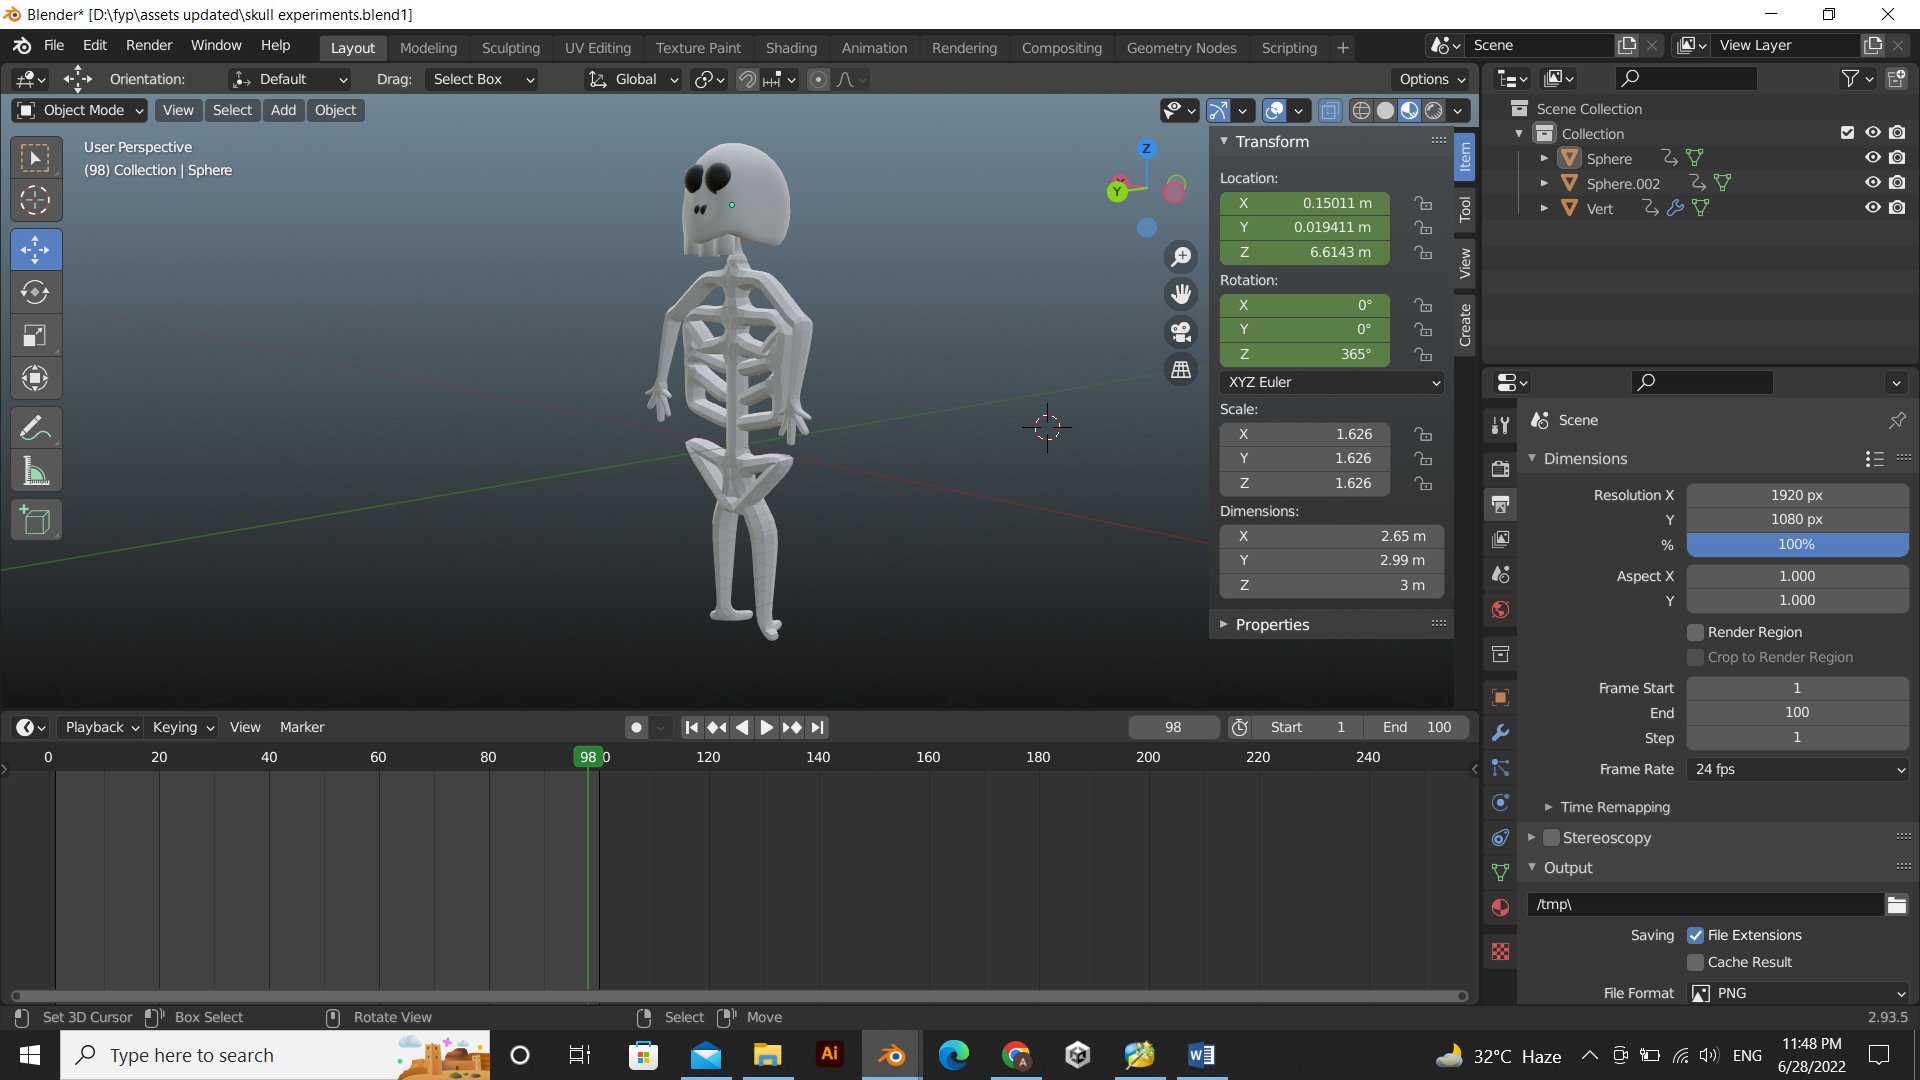 Blender* [D:\fyp\assets updated\skull experiments.blend1]
File Edit Render Window Help Layout Modeling Sculpting UV Editing Texture Paint Shading Animation Rendering Compositing Geometry Nodes Scripting + Scene View Layer
Orientation: Default Drag: Select Box Global Options
Object Mode View Select Add Object
User Perspective
(98) Collection | Sphere
Z
Y
X
Transform
Location:
X 0.15011 m
Y 0.019411 m
Z 6.6143 m
Rotation:
X 0°
Y 0°
Z 365°
XYZ Euler
Scale:
X 1.626
Y 1.626
Z 1.626
Dimensions:
X 2.65 m
Y 2.99 m
Z 3 m
Properties
Item
Tool
View
Create
Scene Collection
Collection
Sphere
Sphere.002
Vert
Scene
Dimensions
Resolution X 1920 px
Y 1080 px
% 100%
Aspect X 1.000
Y 1.000
Render Region
Crop to Render Region
Frame Start 1
End 100
Step 1
Frame Rate 24 fps
Time Remapping
Stereoscopy
Output
/tmp\
Saving File Extensions
Cache Result
File Format PNG
Playback Keying View Marker 98 Start 1 End 100
0 20 40 60 80 98 0 120 140 160 180 200 220 240
Set 3D Cursor Box Select Rotate View Select Move 2.93.5
Type here to search Ai W 32°C Haze ENG 11:48 PM
6/28/2022